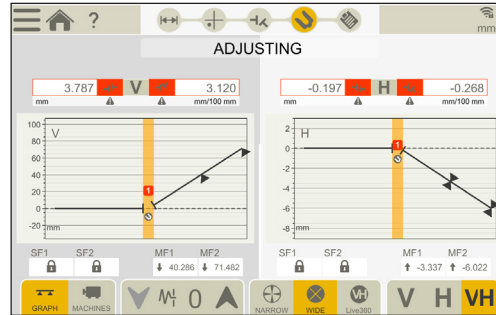 ?
mm
ADJUSTING
3.787 V 3.120
mm mm/100 mm
-0.197 H -0.268
mm mm/100 mm
V
100
80
60
40
20
0
-20
mm
1
H
2
0
-2
-4
-6
-8
mm
1
SF1 SF2 MF1 MF2
40.286 71.482
SF1 SF2 MF1 MF2
-3.337 -6.022
GRAPH MACHINES 0 NARROW WIDE VH Live360 V H VH